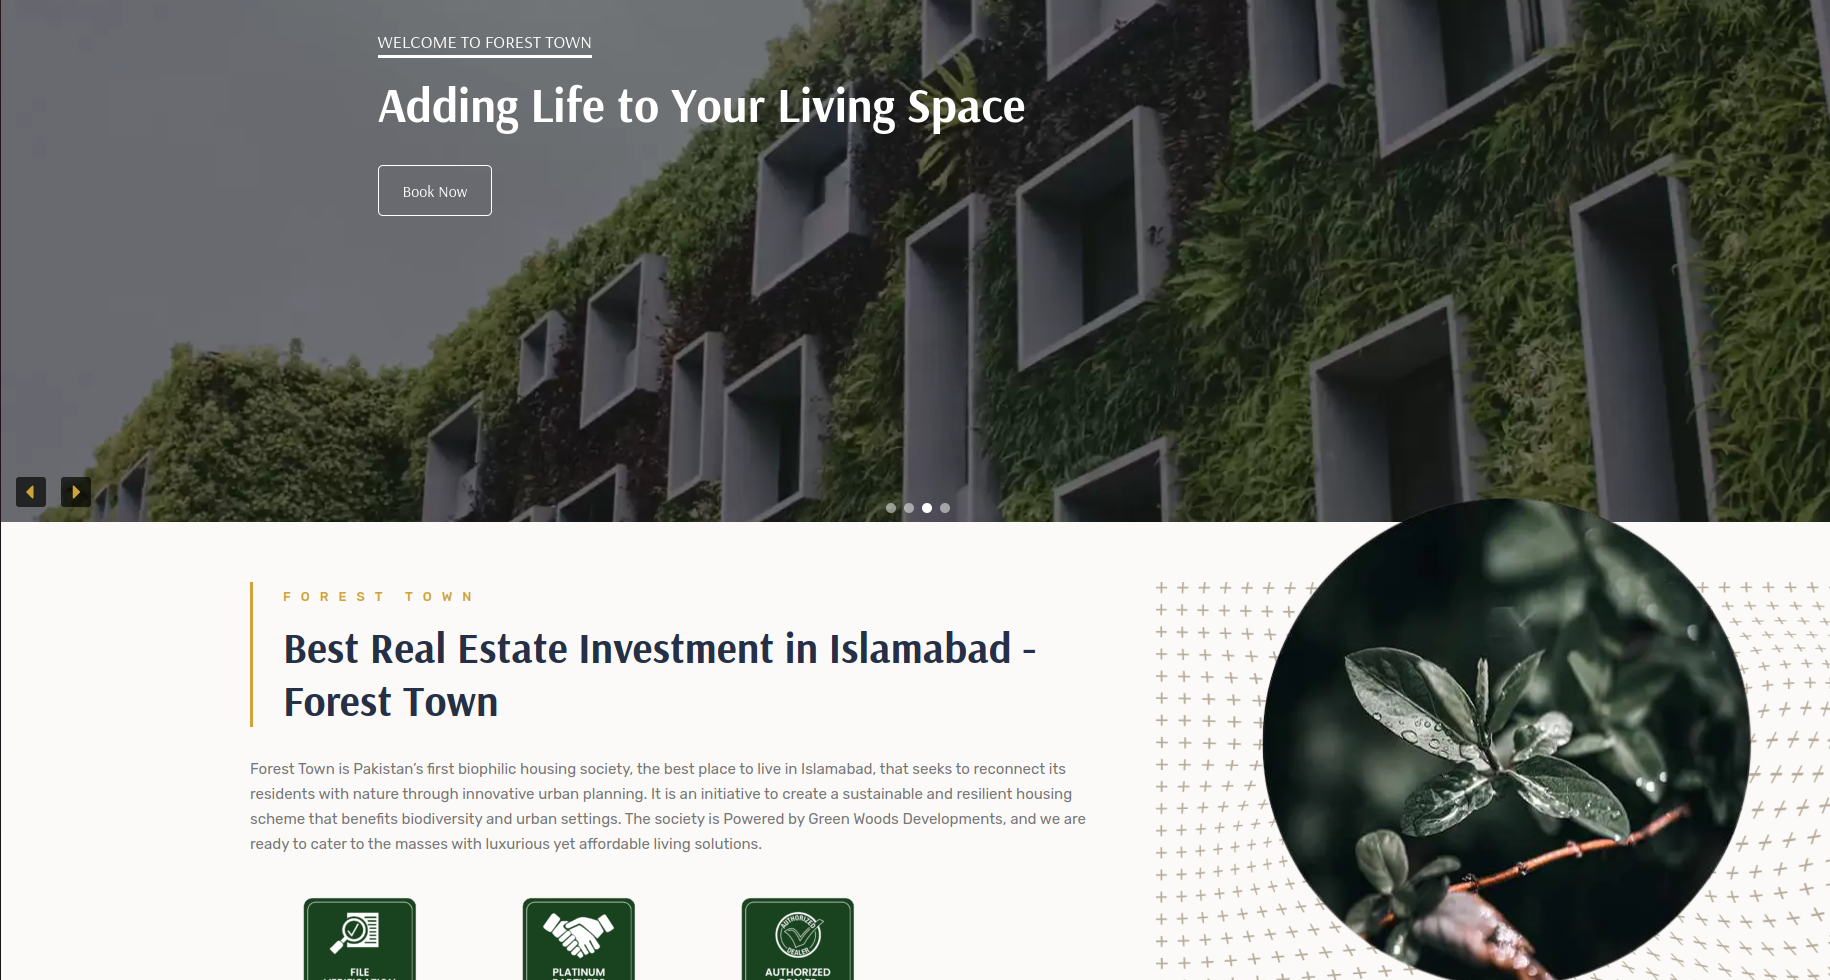 WELCOME TO FOREST TOWN
Adding Life to Your Living Space
Book Now
FOREST TOWN
Best Real Estate Investment in Islamabad -
Forest Town
Forest Town is Pakistan's first biophilic housing society, the best place to live in Islamabad, that seeks to reconnect its
residents with nature through innovative urban planning. It is an initiative to create a sustainable and resilient housing
scheme that benefits biodiversity and urban settings. The society is Powered by Green Woods Developments, and we are
ready to cater to the masses with luxurious yet affordable living solutions.
FILE
PLATINUM
AUTHORIZED
DEALER
AUTHORIZED